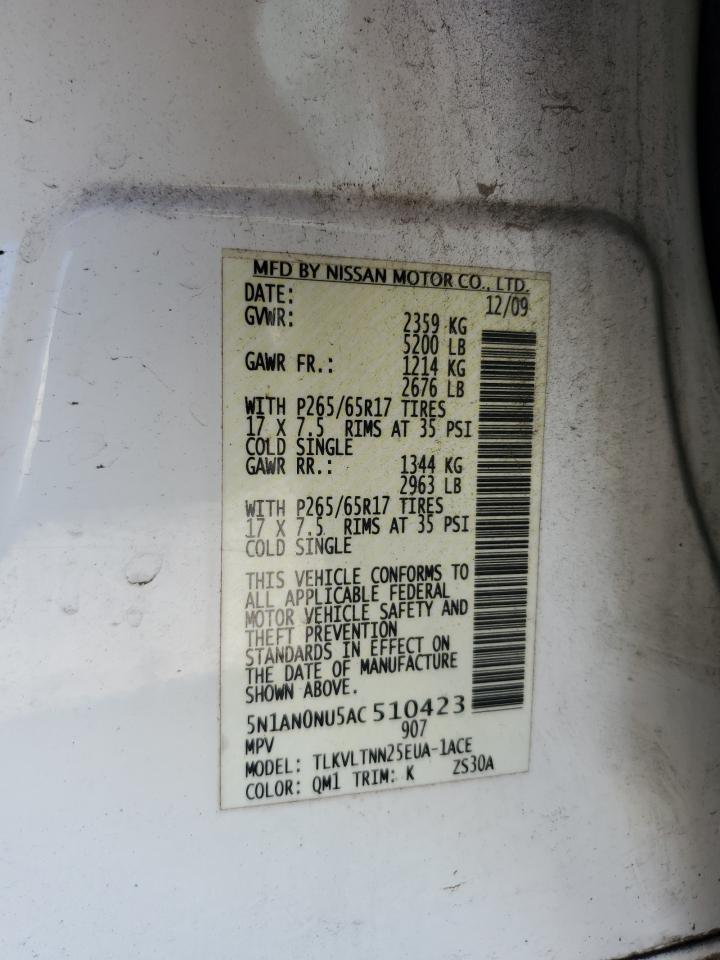 MFD BY NISSAN MOTOR CO., LTD.
DATE: 12/09
GVWR: 2359 KG
5200 LB
GAWR FR.: 1214 KG
2676 LB
WITH P265/65R17 TIRES
17 X 7.5 RIMS AT 35 PSI
COLD SINGLE
GAWR RR.: 1344 KG
2963 LB
WITH P265/65R17 TIRES
17 X 7.5 RIMS AT 35 PSI
COLD SINGLE
THIS VEHICLE CONFORMS TO
ALL APPLICABLE FEDERAL
MOTOR VEHICLE SAFETY AND
THEFT PREVENTION
STANDARDS IN EFFECT ON
THE DATE OF MANUFACTURE
SHOWN ABOVE.
5N1AN0NU5AC510423
MPV 907
MODEL: TLKVLTNN25EUA-1ACE
COLOR: QM1 TRIM: K ZS30A